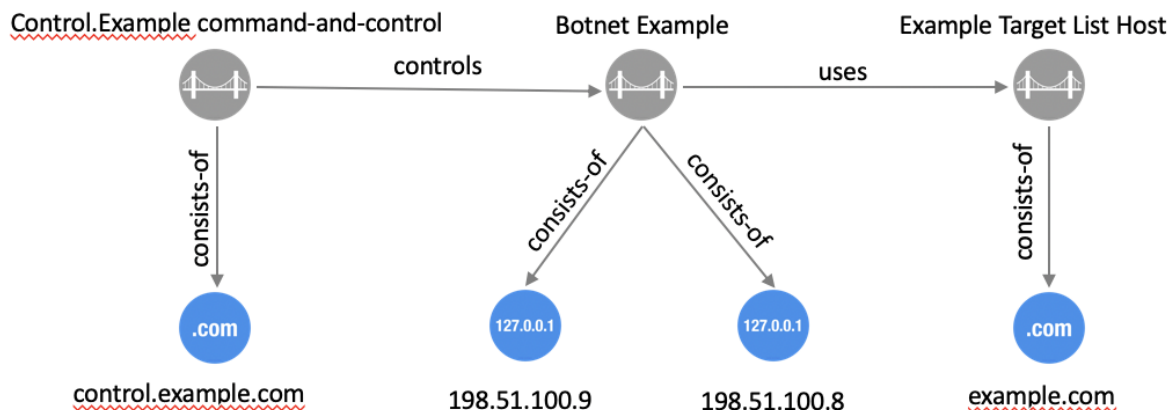 Control.Example command-and-control
Botnet Example
Example Target List Host
controls
uses
consists-of
consists-of
consists-of
consists-of
.com
127.0.0.1
127.0.0.1
.com
control.example.com
198.51.100.9
198.51.100.8
example.com